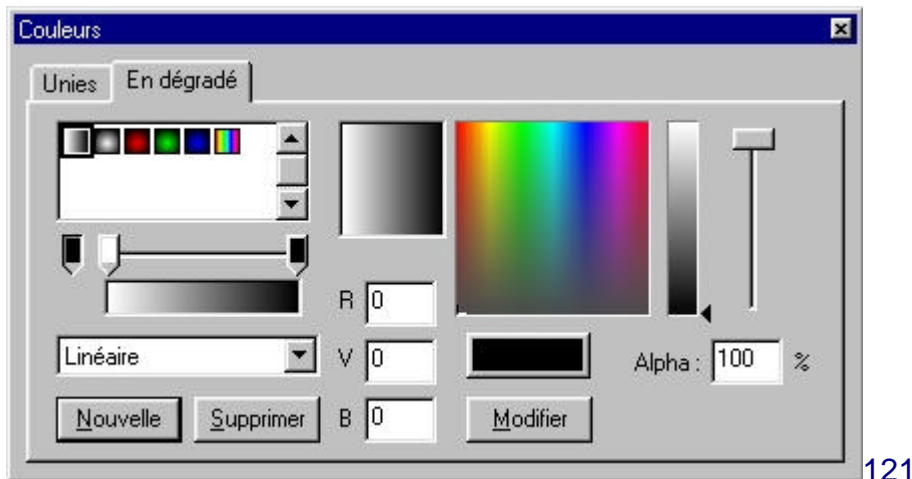 Couleurs
Unies
En dégradé
R 0
Linéaire
V 0
Alpha : 100 %
Nouvelle
Supprimer
B 0
Modifier
121